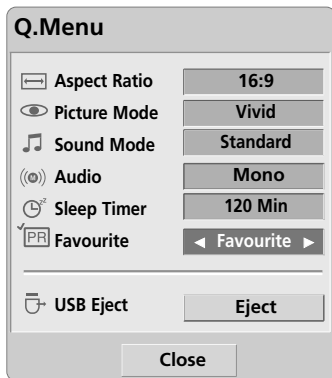 Q.Menu
Aspect Ratio 16:9
Picture Mode Vivid
Sound Mode Standard
Audio Mono
Sleep Timer 120 Min
PR Favourite ◄ Favourite ►
USB Eject Eject
Close